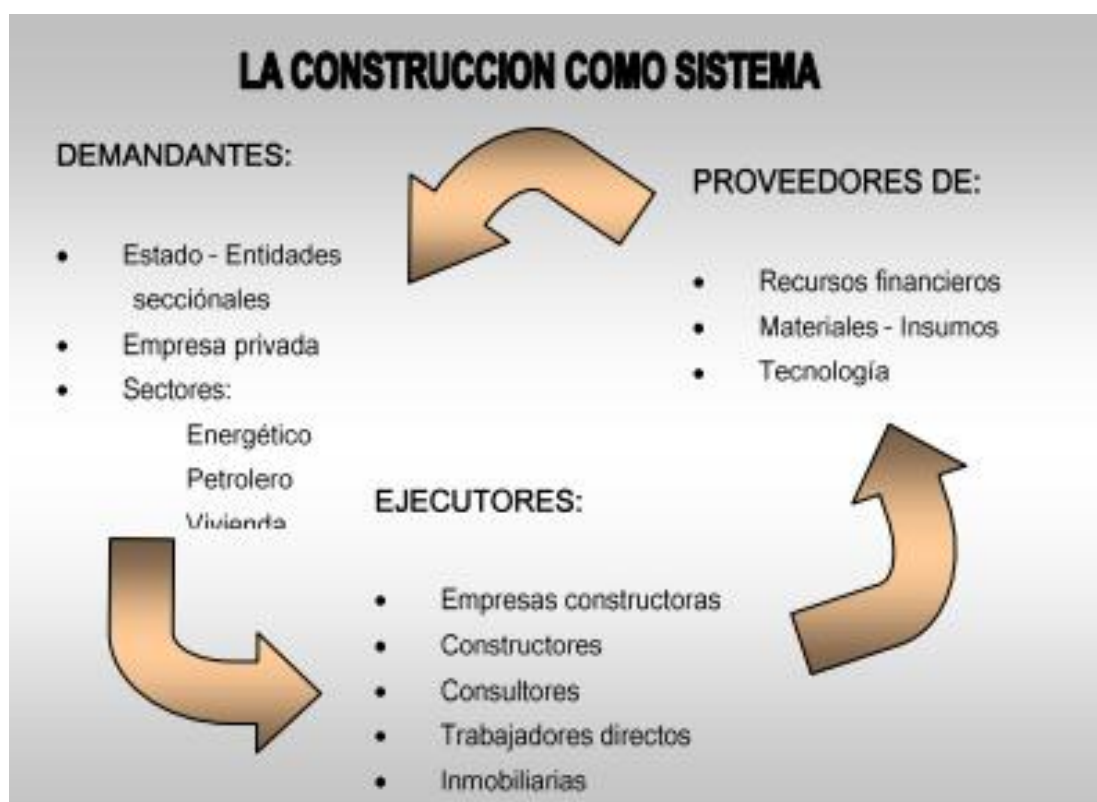 LA CONSTRUCCION COMO SISTEMA
DEMANDANTES:
• Estado - Entidades
secciónales
• Empresa privada
• Sectores:
Energético
Petrolero
Vivienda
PROVEEDORES DE:
• Recursos financieros
• Materiales - Insumos
• Tecnología
EJECUTORES:
• Empresas constructoras
• Constructores
• Consultores
• Trabajadores directos
• Inmobiliarias